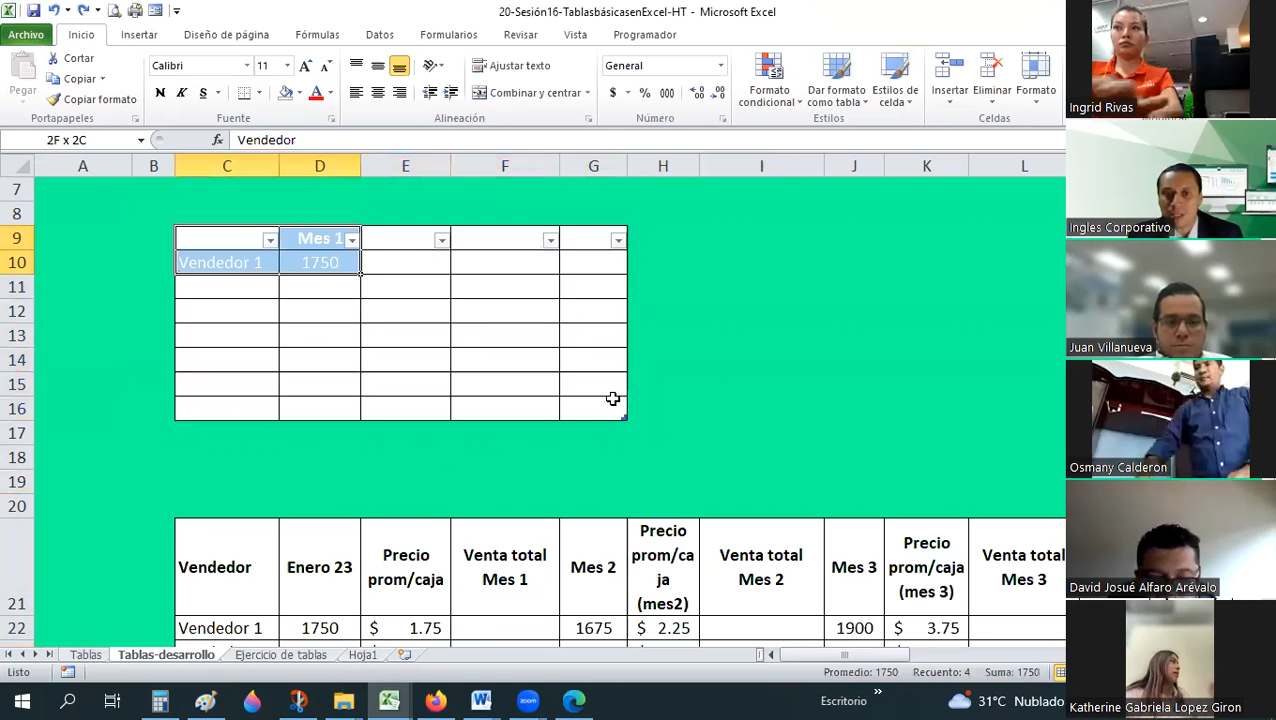 20-Sesión16-TablasbásicasenExcel-HT - Microsoft Excel
Archivo Inicio Insertar Diseño de página Fórmulas Datos Formularios Revisar Vista Programador
Pegar
Cortar
Copiar
Copiar formato
Portapapeles
Calibri 11
N K S
Fuente
Ajustar texto
Combinar y centrar
Alineación
General
$ % 000
Número
Formato condicional
Dar formato como tabla
Estilos de celda
Estilos
Insertar Eliminar Formato
Celdas
2F x 2C fx Vendedor
A B C D E F G H I J K L
7
8
9 Mes 1
10 Vendedor 1 1750
11
12
13
14
15
16
17
18
19
20
21 Vendedor Enero 23 Precio prom/caja Venta total Mes 1 Mes 2 Precio prom/ca ja (mes2) Venta total Mes 2 Mes 3 Precio prom/caja (mes 3) Venta total Mes 3
22 Vendedor 1 1750 $ 1.75 1675 $ 2.25 1900 $ 3.75
Tablas Tablas-desarrollo Ejercicio de tablas Hoja1
Listo Promedio: 1750 Recuento: 4 Suma: 1750
zoom
Escritorio » 31°C Nublado
Ingrid Rivas
Ingles Corporativo
Juan Villanueva
Osmany Calderon
David Josué Alfaro Arévalo
Katherine Gabriela Lopez Giron